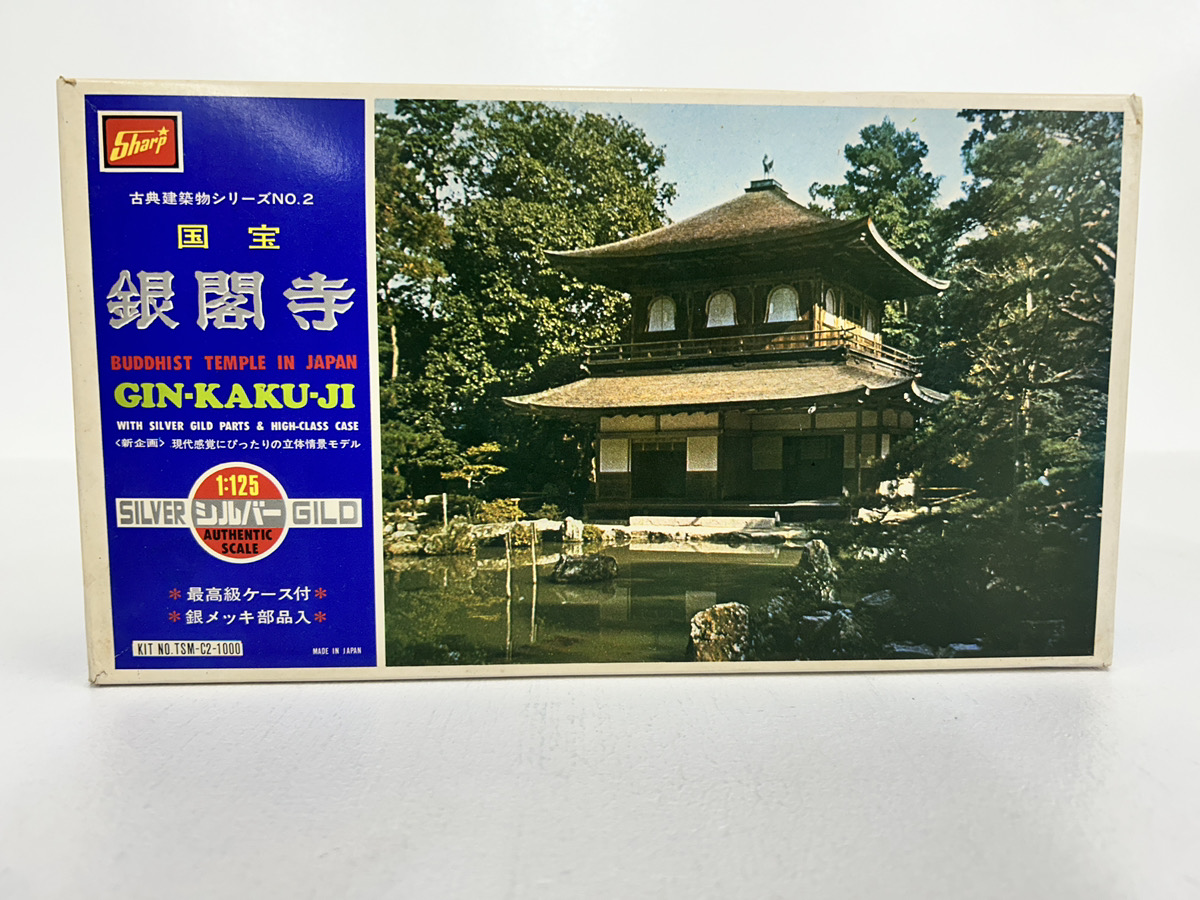 Sharp
古典建築物シリーズNO.2
国宝
銀閣寺
BUDDHIST TEMPLE IN JAPAN
GIN-KAKU-JI
WITH SILVER GILD PARTS & HIGH-CLASS CASE
〈新企画〉現代感覚にぴったりの立体情景モデル
1:125
SILVER シルバー GILD
AUTHENTIC
SCALE
*最高級ケース付*
*銀メッキ部品入*
KIT NO.TSM-C2-1000
MADE IN JAPAN